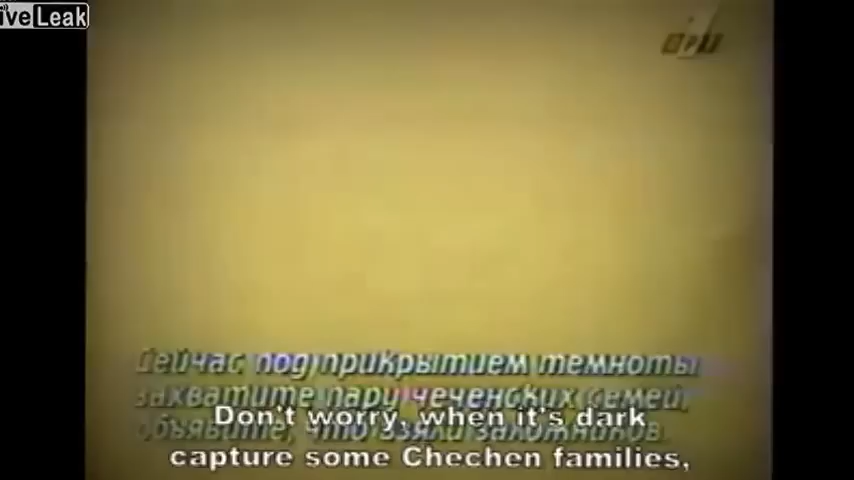 iveLeak
ОРТ
Сейчас под прикрытием темноты
захватите пару чеченских семей,
Don't worry, when it's dark
объявите, что взяли заложников.
capture some Chechen families,